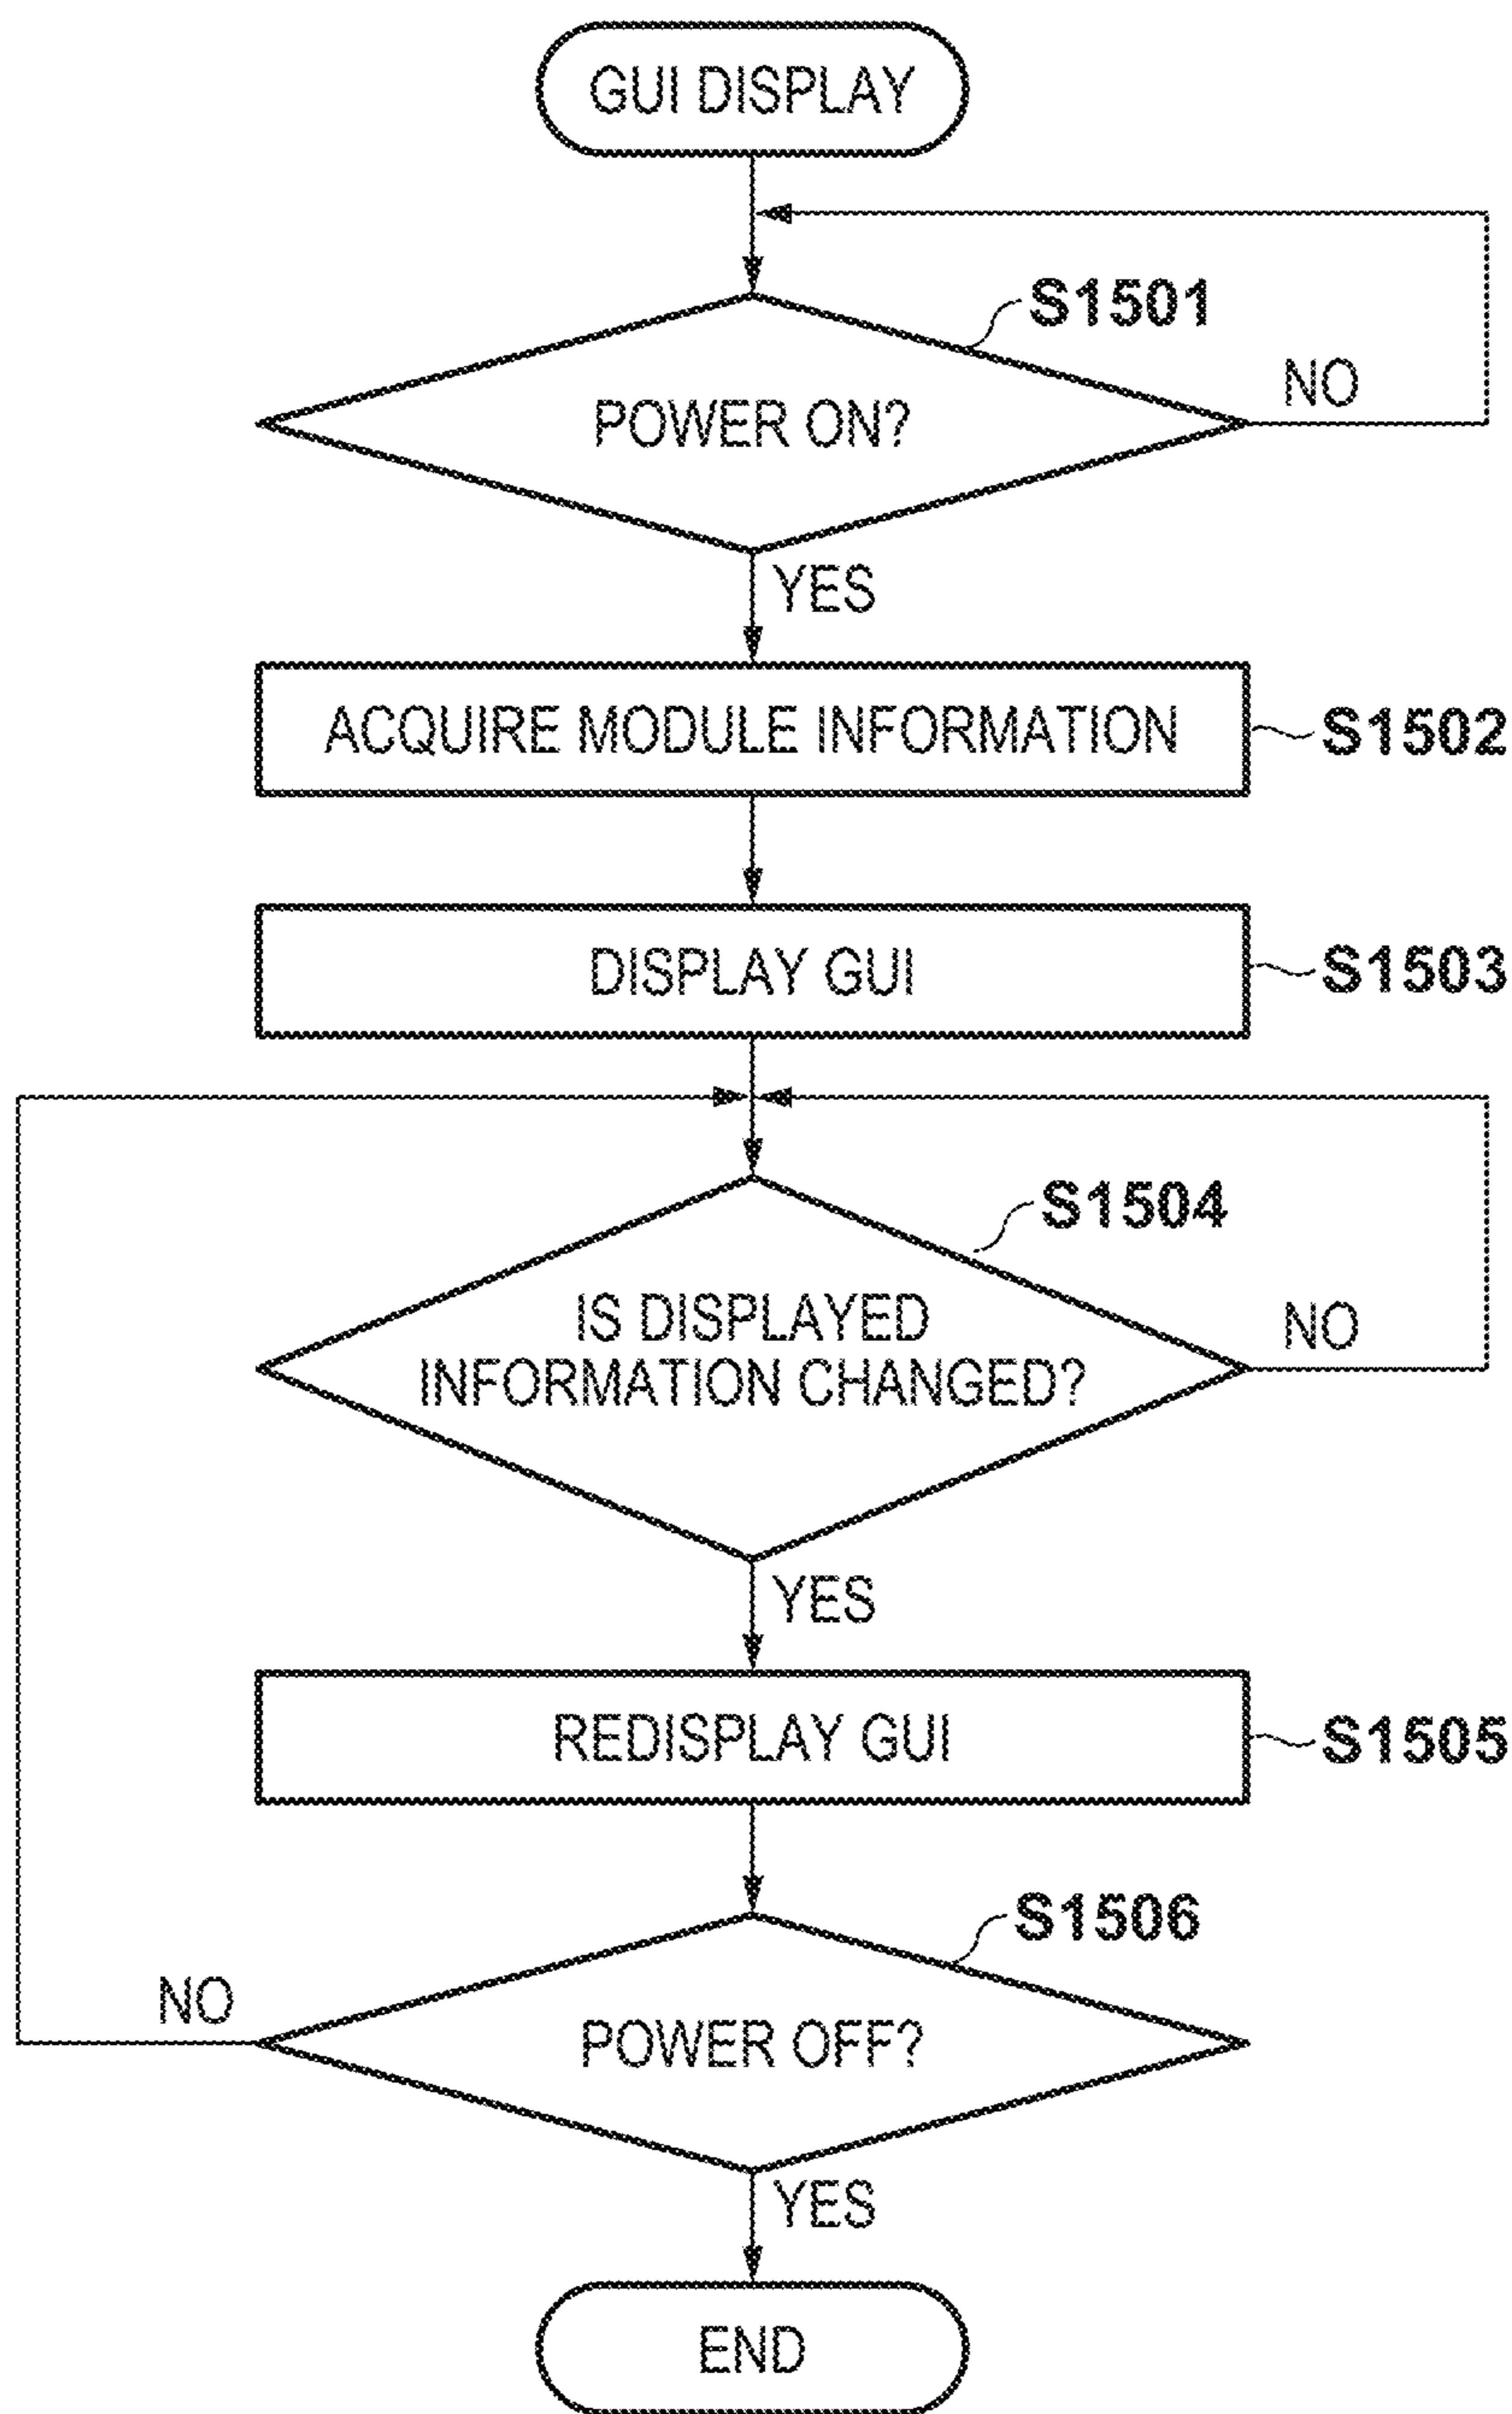 GUI DISPLAY
S1501
POWER ON?
NO
YES
ACQUIRE MODULE INFORMATION
S1502
DISPLAY GUI
S1503
S1504
IS DISPLAYED
INFORMATION CHANGED?
NO
YES
REDISPLAY GUI
S1505
S1506
NO
POWER OFF?
YES
END